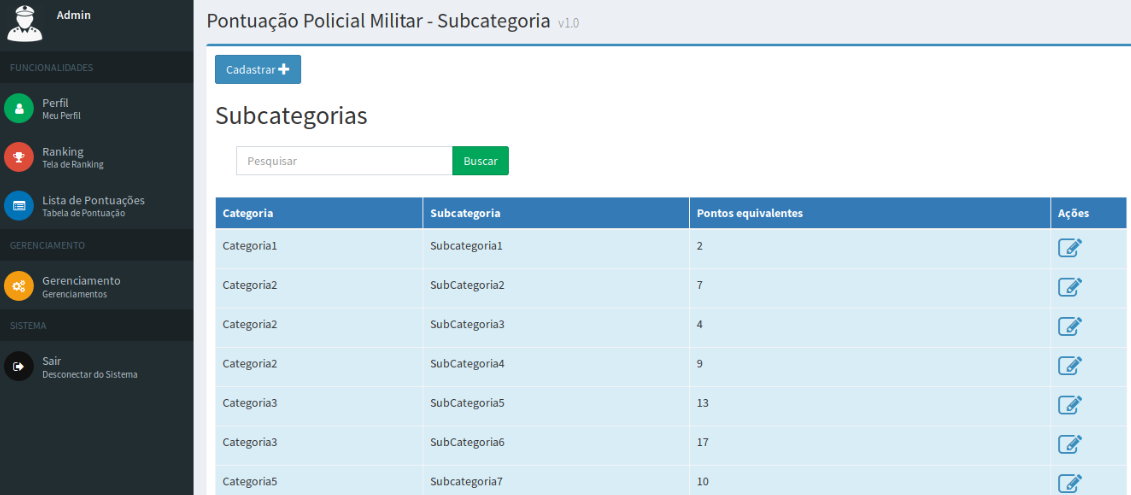 Admin
FUNCIONALIDADES
Perfil
Meu Perfil
Ranking
Tela de Ranking
Lista de Pontuações
Tabela de Pontuação
GERENCIAMENTO
Gerenciamento
Gerenciamentos
SISTEMA
Sair
Desconectar do Sistema
Pontuação Policial Militar - Subcategoria v1.0
Cadastrar
Subcategorias
Pesquisar Buscar
Categoria Subcategoria Pontos equivalentes Ações
Categoria1 Subcategoria1 2
Categoria2 SubCategoria2 7
Categoria2 SubCategoria3 4
Categoria2 SubCategoria4 9
Categoria3 SubCategoria5 13
Categoria3 SubCategoria6 17
Categoria5 Subcategoria7 10